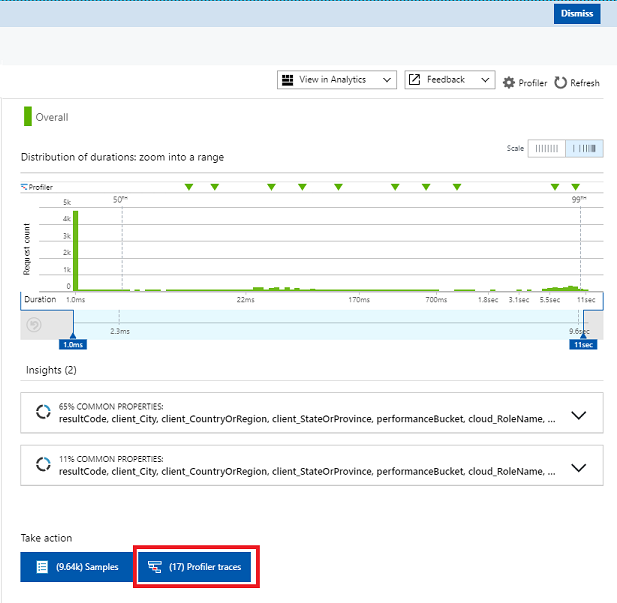 Dismiss
View in Analytics
Feedback
Profiler
Refresh
Overall
Scale
Distribution of durations: zoom into a range
Profiler
50th
99th
5k
4k
3k
2k
1k
0
Request count
Duration 1.0ms 22ms 170ms 700ms 1.8sec 3.1sec 5.5sec 11sec
2.3ms 9.6sec
1.0ms 11sec
Insights (2)
65% COMMON PROPERTIES:
resultCode, client_City, client_CountryOrRegion, client_StateOrProvince, performanceBucket, cloud_RoleName, ...
11% COMMON PROPERTIES:
resultCode, client_City, client_CountryOrRegion, client_StateOrProvince, performanceBucket, cloud_RoleName, ...
Take action
(9.64k) Samples
(17) Profiler traces